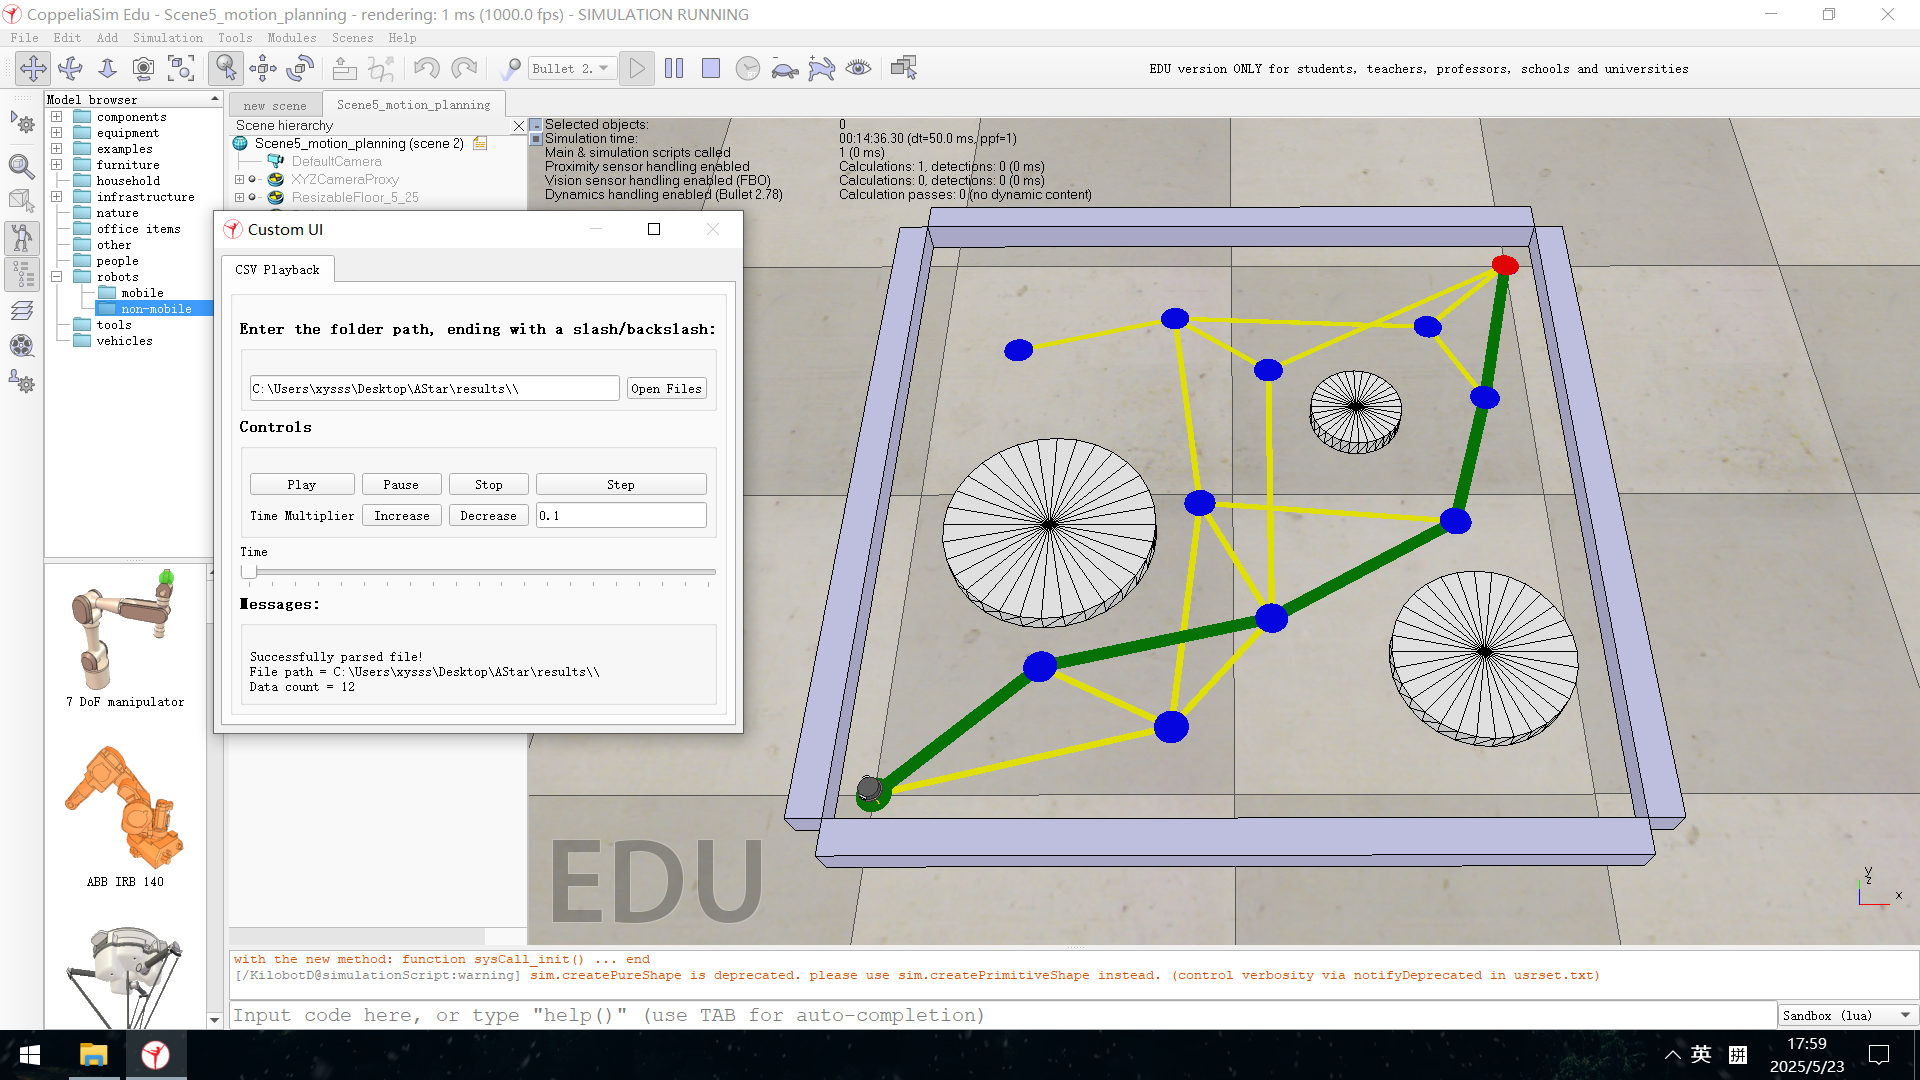 CoppeliaSim Edu - Scene5_motion_planning - rendering: 1 ms (1000.0 fps) - SIMULATION RUNNING
File Edit Add Simulation Tools Modules Scenes Help
Bullet 2.
RT
EDU version ONLY for students, teachers, professors, schools and universities
Model browser
components
equipment
examples
furniture
household
infrastructure
nature
office items
other
people
robots
mobile
non-mobile
tools
vehicles
7 DoF manipulator
ABB IRB 140
new scene
Scene5_motion_planning
Scene hierarchy
Scene5_motion_planning (scene 2)
DefaultCamera
XYZCameraProxy
ResizableFloor_5_25
Selected objects: 0
Simulation time: 00:14:36.30 (dt=50.0 ms, ppf=1)
Main & simulation scripts called 1 (0 ms)
Proximity sensor handling enabled Calculations: 1, detections: 0 (0 ms)
Vision sensor handling enabled (FBO) Calculations: 0, detections: 0 (0 ms)
Dynamics handling enabled (Bullet 2.78) Calculation passes: 0 (no dynamic content)
Custom UI
CSV Playback
Enter the folder path, ending with a slash/backslash:
C:\Users\xysss\Desktop\AStar\results\\
Open Files
Controls
Play Pause Stop Step
Time Multiplier Increase Decrease 0.1
Time
Messages:
Successfully parsed file!
File path = C:\Users\xysss\Desktop\AStar\results\\
Data count = 12
EDU
y
z
x
with the new method: function sysCall_init() ... end
[/KilobotD@simulationScript:warning] sim.createPureShape is deprecated. please use sim.createPrimitiveShape instead. (control verbosity via notifyDeprecated in usrset.txt)
Input code here, or type "help()" (use TAB for auto-completion)
Sandbox (lua)
英
拼
17:59
2025/5/23